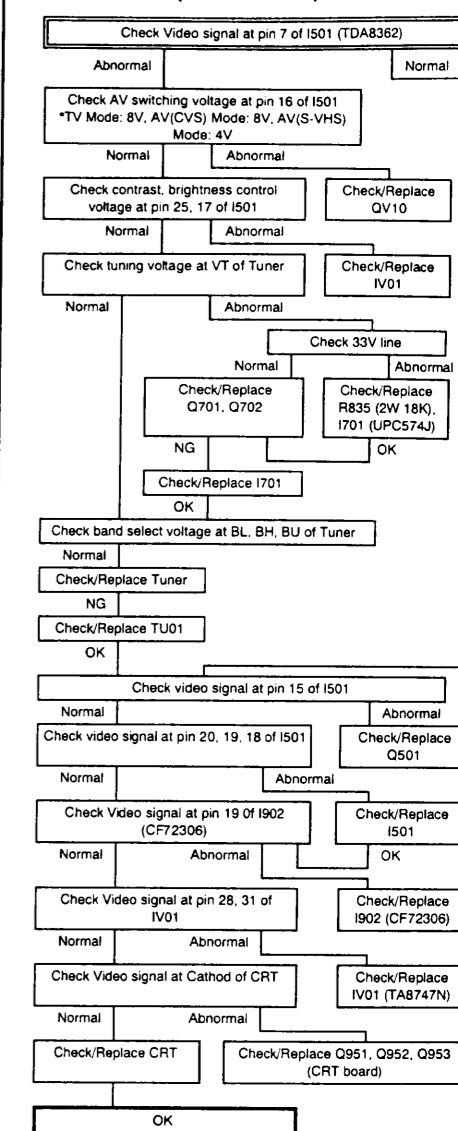 Check Video signal at pin 7 of I501 (TDA8362)
Abnormal
Normal
Check AV switching voltage at pin 16 of I501
*TV Mode: 8V, AV(CVS) Mode: 8V, AV(S-VHS)
Mode: 4V
Normal
Abnormal
Check contrast, brightness control
voltage at pin 25, 17 of I501
Check/Replace
QV10
Normal
Abnormal
Check tuning voltage at VT of Tuner
Check/Replace
IV01
Normal
Abnormal
Check 33V line
Normal
Abnormal
Check/Replace
Q701, Q702
Check/Replace
R835 (2W 18K),
I701 (UPC574J)
NG
OK
Check/Replace I701
OK
Check band select voltage at BL, BH, BU of Tuner
Normal
Check/Replace Tuner
NG
Check/Replace TU01
OK
Check video signal at pin 15 of I501
Normal
Abnormal
Check video signal at pin 20, 19, 18 of I501
Check/Replace
Q501
Normal
Abnormal
Check Video signal at pin 19 0f I902
(CF72306)
Check/Replace
I501
Normal
Abnormal
OK
Check Video signal at pin 28, 31 of
IV01
Check/Replace
I902 (CF72306)
Normal
Abnormal
Check Video signal at Cathod of CRT
Check/Replace
IV01 (TA8747N)
Normal
Abnormal
Check/Replace CRT
Check/Replace Q951, Q952, Q953
(CRT board)
OK